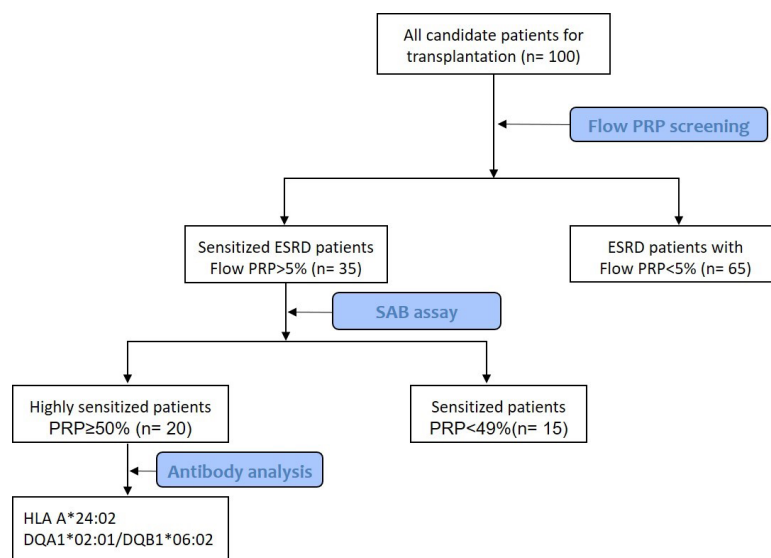 All candidate patients for
transplantation (n= 100)
Flow PRP screening
Sensitized ESRD patients
Flow PRP>5% (n= 35)
ESRD patients with
Flow PRP<5% (n= 65)
SAB assay
Highly sensitized patients
PRP≥50% (n= 20)
Sensitized patients
PRP<49%(n= 15)
Antibody analysis
HLA A*24:02
DQA1*02:01/DQB1*06:02